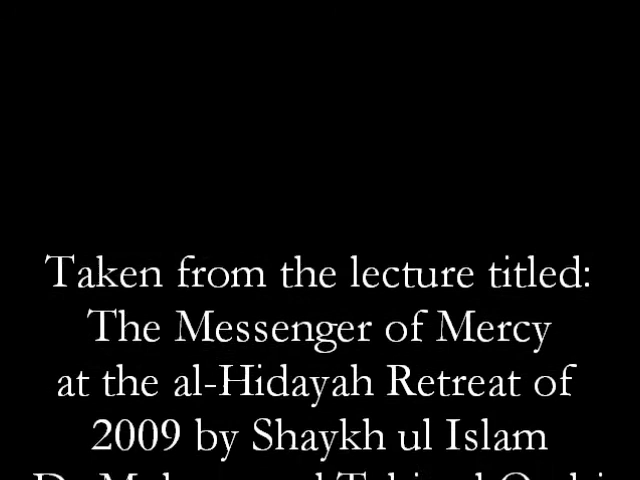 Taken from the lecture titled:
The Messenger of Mercy
at the al-Hidayah Retreat of
2009 by Shaykh ul Islam